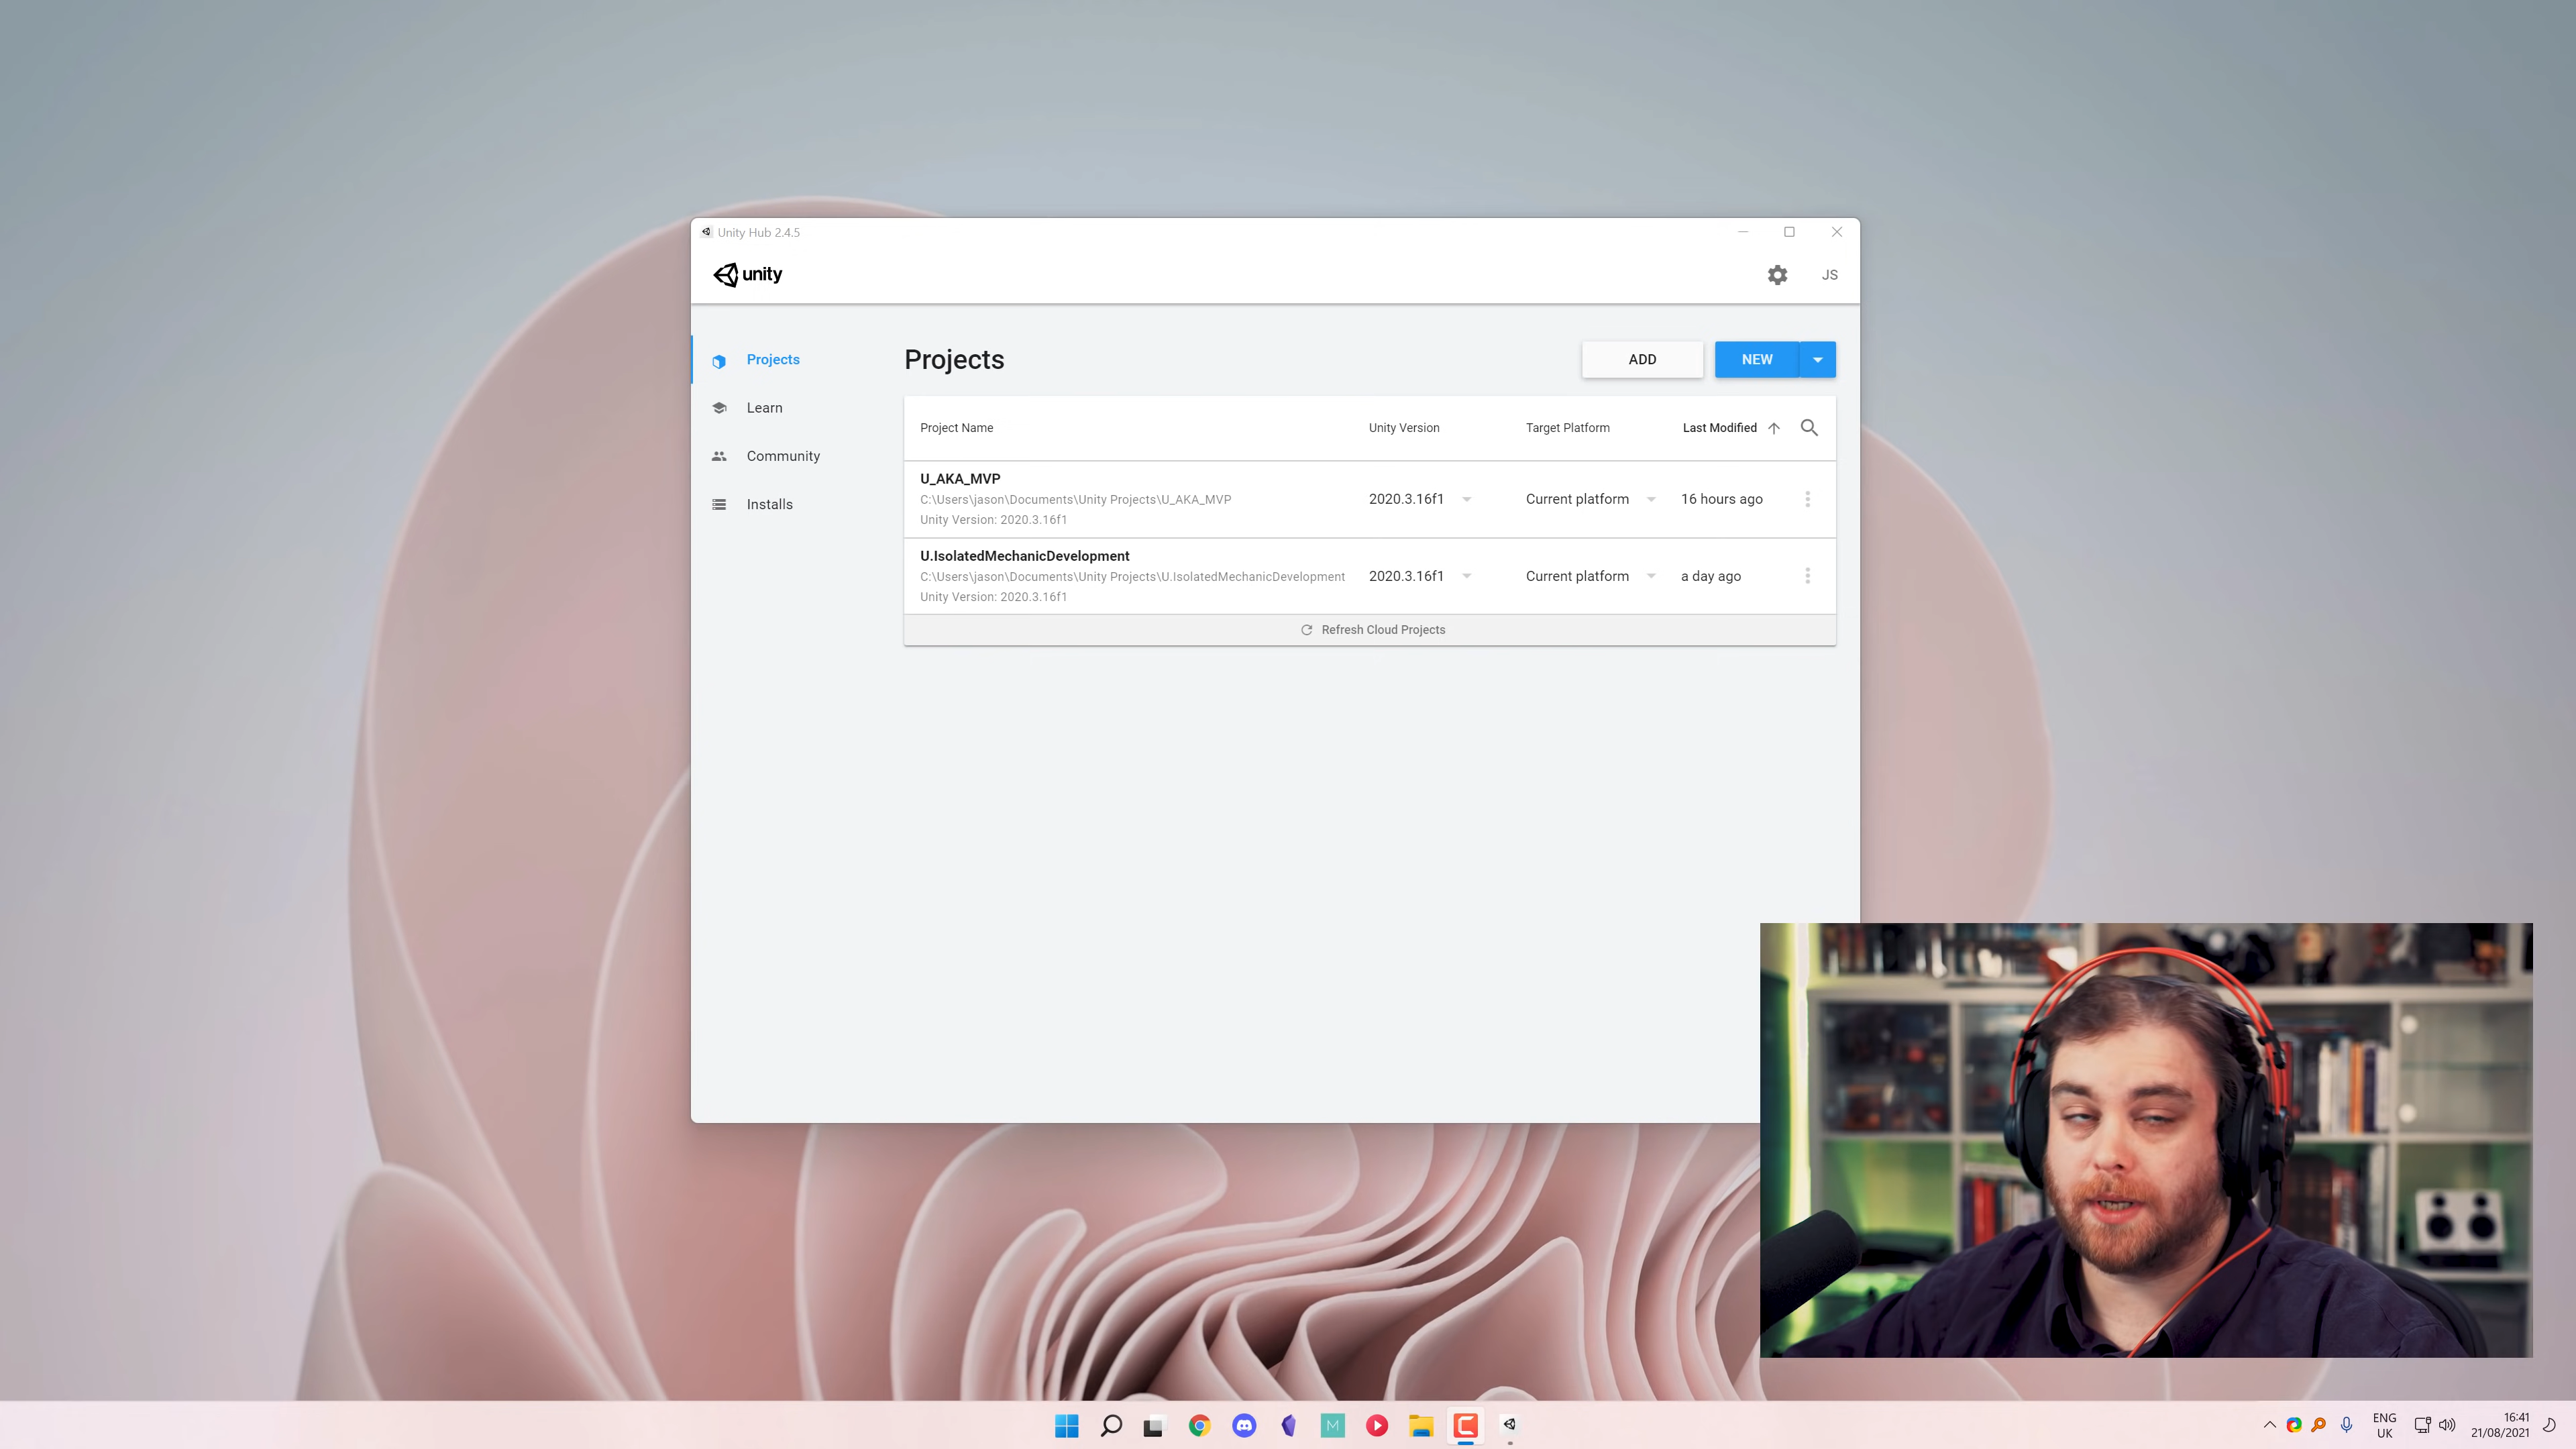 Unity Hub 2.4.5
unity
JS
Projects
Learn
Community
Installs
Projects
ADD
NEW
Project Name
Unity Version
Target Platform
Last Modified
U_AKA_MVP
C:\Users\jason\Documents\Unity Projects\U_AKA_MVP
Unity Version: 2020.3.16f1
2020.3.16f1
Current platform
16 hours ago
U.IsolatedMechanicDevelopment
C:\Users\jason\Documents\Unity Projects\U.IsolatedMechanicDevelopment
Unity Version: 2020.3.16f1
2020.3.16f1
Current platform
a day ago
Refresh Cloud Projects
M
ENG
UK
16:41
21/08/2021